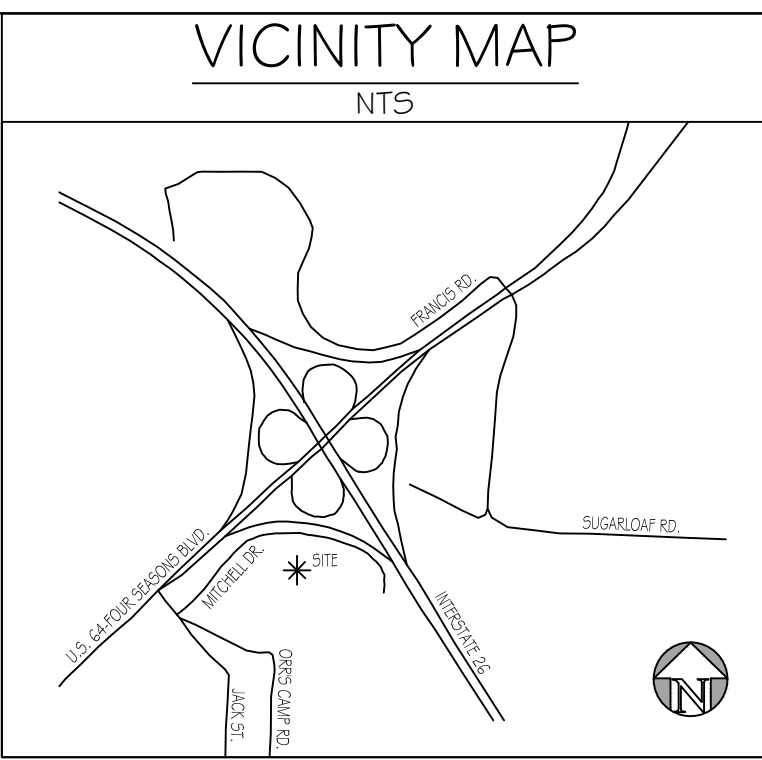 VICINITY MAP
NTS
FRANCIS RD.
SUGARLOAF RD.
U.S. 64-FOUR SEASONS BLVD.
MITCHELL DR.
SITE
INTERSTATE 26
ORR'S CAMP RD.
JACK ST.
N